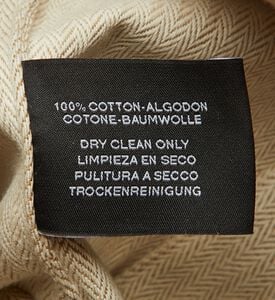 100% COTTON-ALGODON
COTONE-BAUMWOLLE
DRY CLEAN ONLY
LIMPIEZA EN SECO
PULITURA A SECCO
TROCKENREINIGUNG